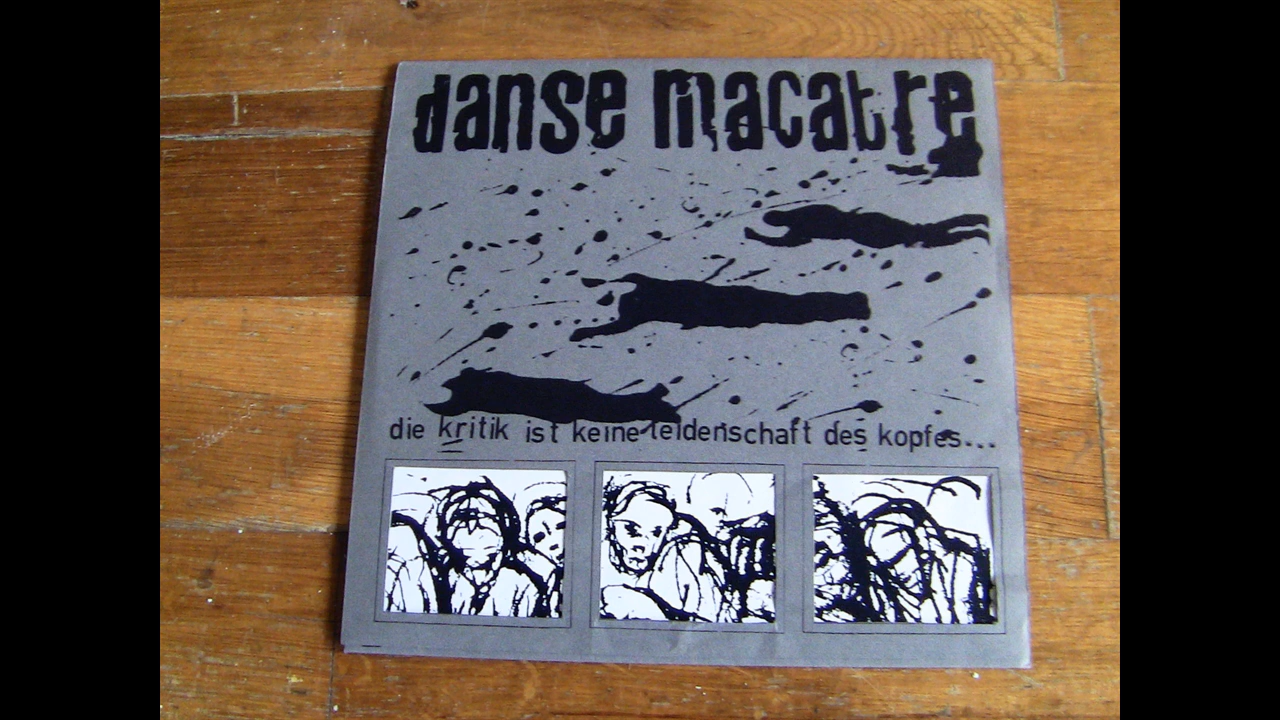 danse macabre
die kritik ist keine leidenschaft des kopfes...